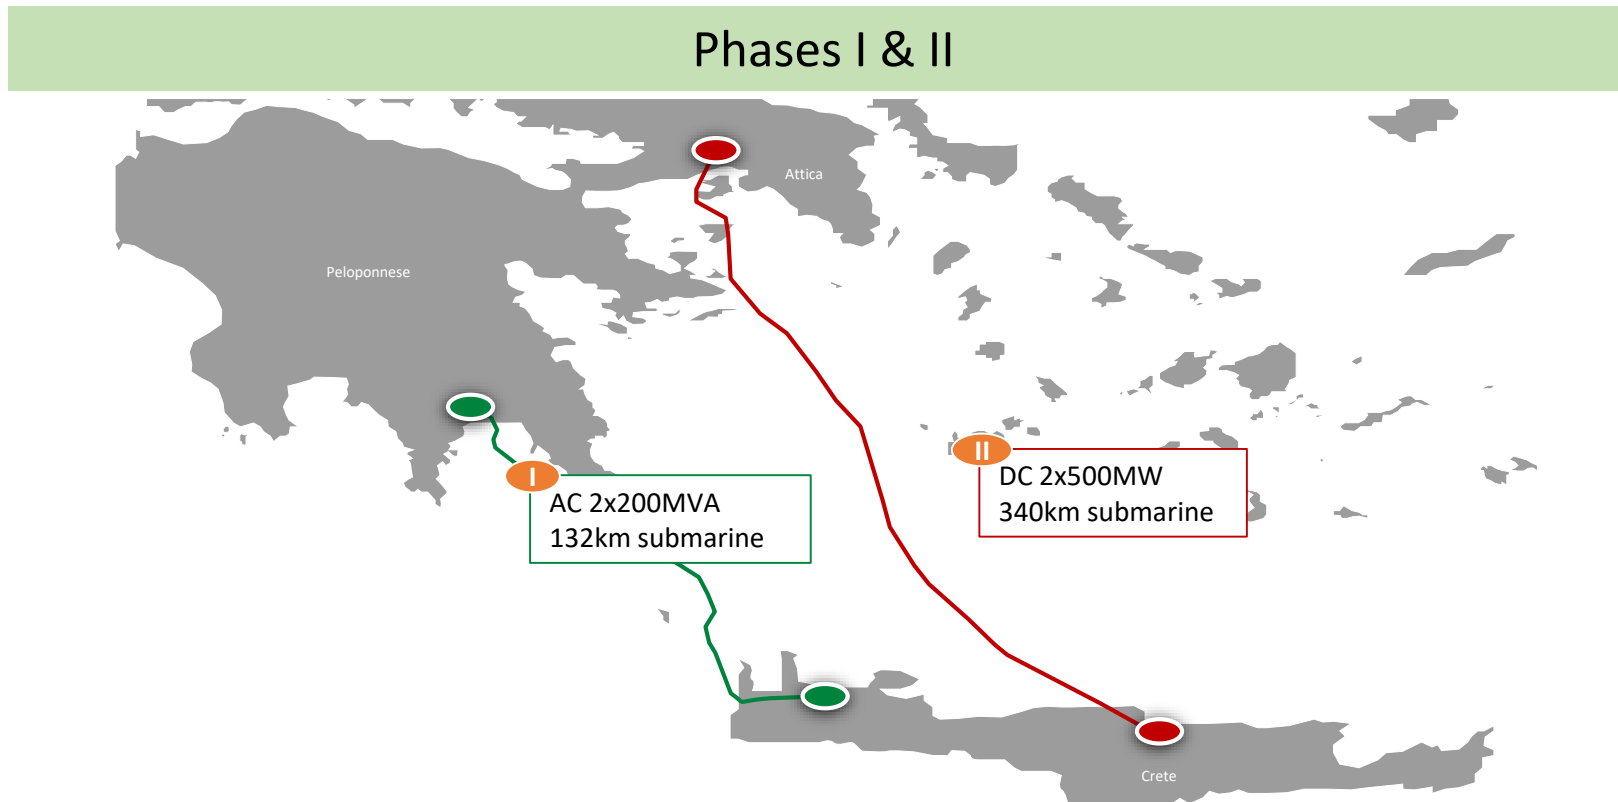 Phases I & II
Attica
Peloponnese
II
DC 2x500MW
340km submarine
I
AC 2x200MVA
132km submarine
Crete